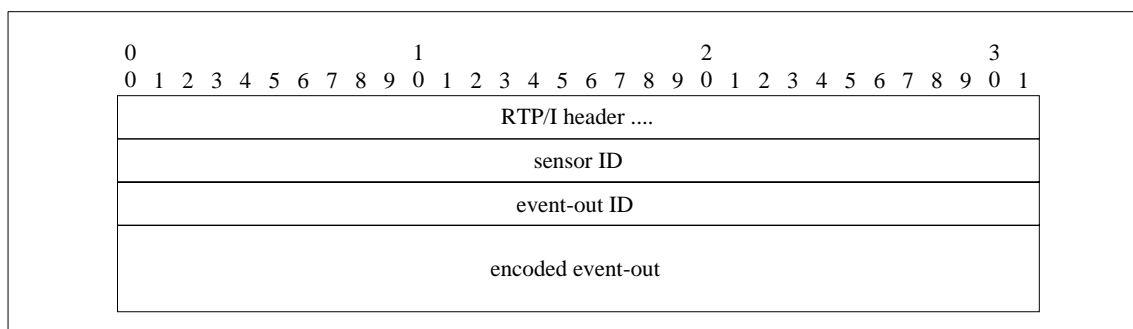 0 1 2 3
0 1 2 3 4 5 6 7 8 9 0 1 2 3 4 5 6 7 8 9 0 1 2 3 4 5 6 7 8 9 0 1
RTP/I header ....
sensor ID
event-out ID
encoded event-out